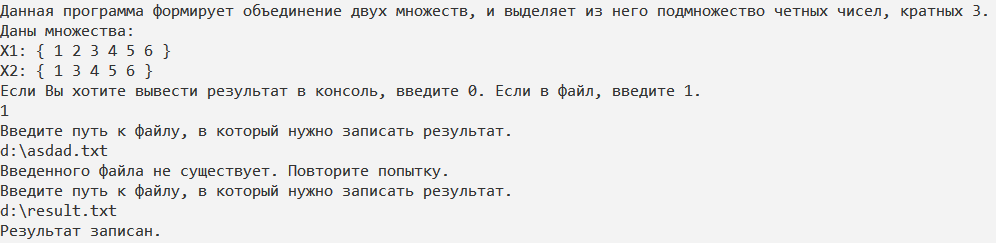 Данная программа формирует объединение двух множеств, и выделяет из него подмножество четных чисел, кратных 3.
Даны множества:
X1: { 1 2 3 4 5 6 }
X2: { 1 3 4 5 6 }
Если Вы хотите вывести результат в консоль, введите 0. Если в файл, введите 1.
1
Введите путь к файлу, в который нужно записать результат.
d:\asdad.txt
Введенного файла не существует. Повторите попытку.
Введите путь к файлу, в который нужно записать результат.
d:\result.txt
Результат записан.